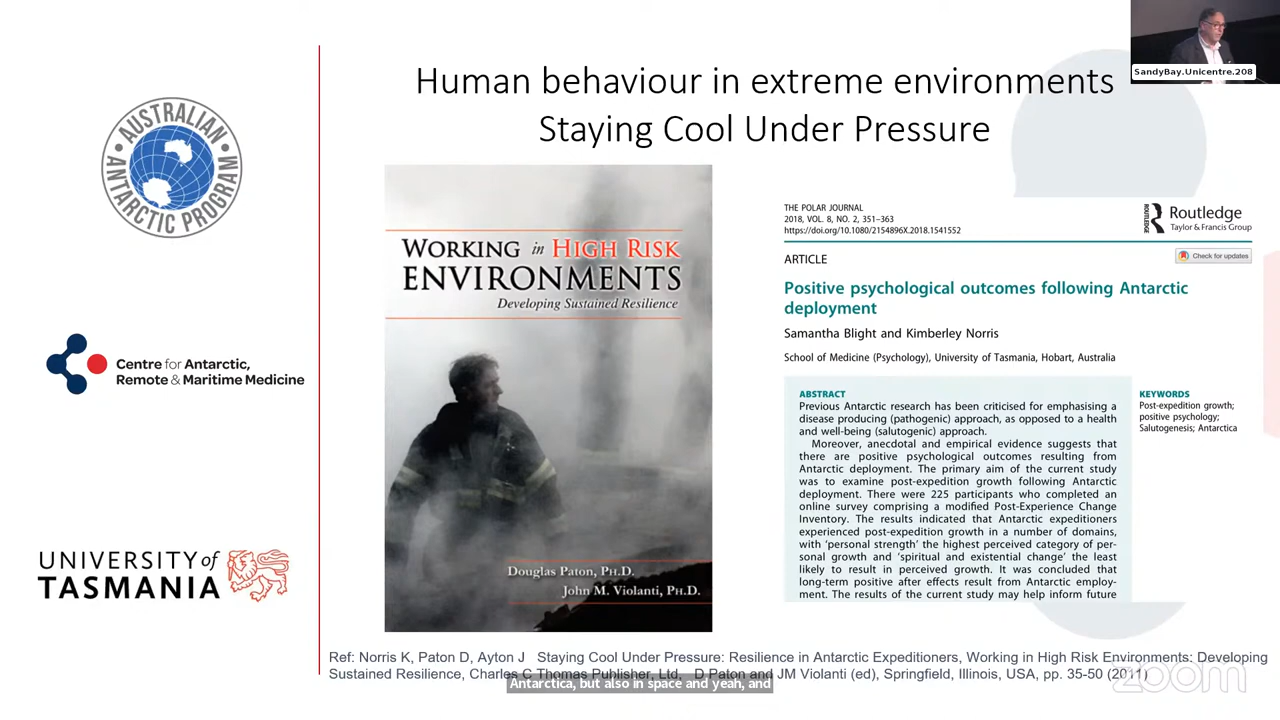 Human behaviour in extreme environments
Staying Cool Under Pressure
SandyBay.Unicentre.208
AUSTRALIAN
ANTARCTIC PROGRAM
Centre for Antarctic,
Remote & Maritime Medicine
UNIVERSITY of
TASMANIA
WORKING in HIGH RISK
ENVIRONMENTS
Developing Sustained Resilience
Douglas Paton, PH.D.
John M. Violanti, PH.D.
THE POLAR JOURNAL
2018, VOL. 8, NO. 2, 351–363
https://doi.org/10.1080/2154896X.2018.1541552
ROUTLEDGE
Routledge
Taylor & Francis Group
ARTICLE
Check for updates
Positive psychological outcomes following Antarctic
deployment
Samantha Blight and Kimberley Norris
School of Medicine (Psychology), University of Tasmania, Hobart, Australia
ABSTRACT
Previous Antarctic research has been criticised for emphasising a
disease producing (pathogenic) approach, as opposed to a health
and well-being (salutogenic) approach.
Moreover, anecdotal and empirical evidence suggests that
there are positive psychological outcomes resulting from
Antarctic deployment. The primary aim of the current study
was to examine post-expedition growth following Antarctic
deployment. There were 225 participants who completed an
online survey comprising a modified Post-Experience Change
Inventory. The results indicated that Antarctic expeditioners
experienced post-expedition growth in a number of domains,
with ‘personal strength’ the highest perceived category of per-
sonal growth and ‘spiritual and existential change’ the least
likely to result in perceived growth. It was concluded that
long-term positive after effects result from Antarctic employ-
ment. The results of the current study may help inform future
KEYWORDS
Post-expedition growth;
positive psychology;
Salutogenesis; Antarctica
Ref: Norris K, Paton D, Ayton J Staying Cool Under Pressure: Resilience in Antarctic Expeditioners, Working in High Risk Environments: Developing
Sustained Resilience, Charles C Thomas Publisher, Ltd, D Paton and JM Violanti (ed), Springfield, Illinois, USA, pp. 35-50 (2011)
Antarctica, but also in space and yeah, and
zoom